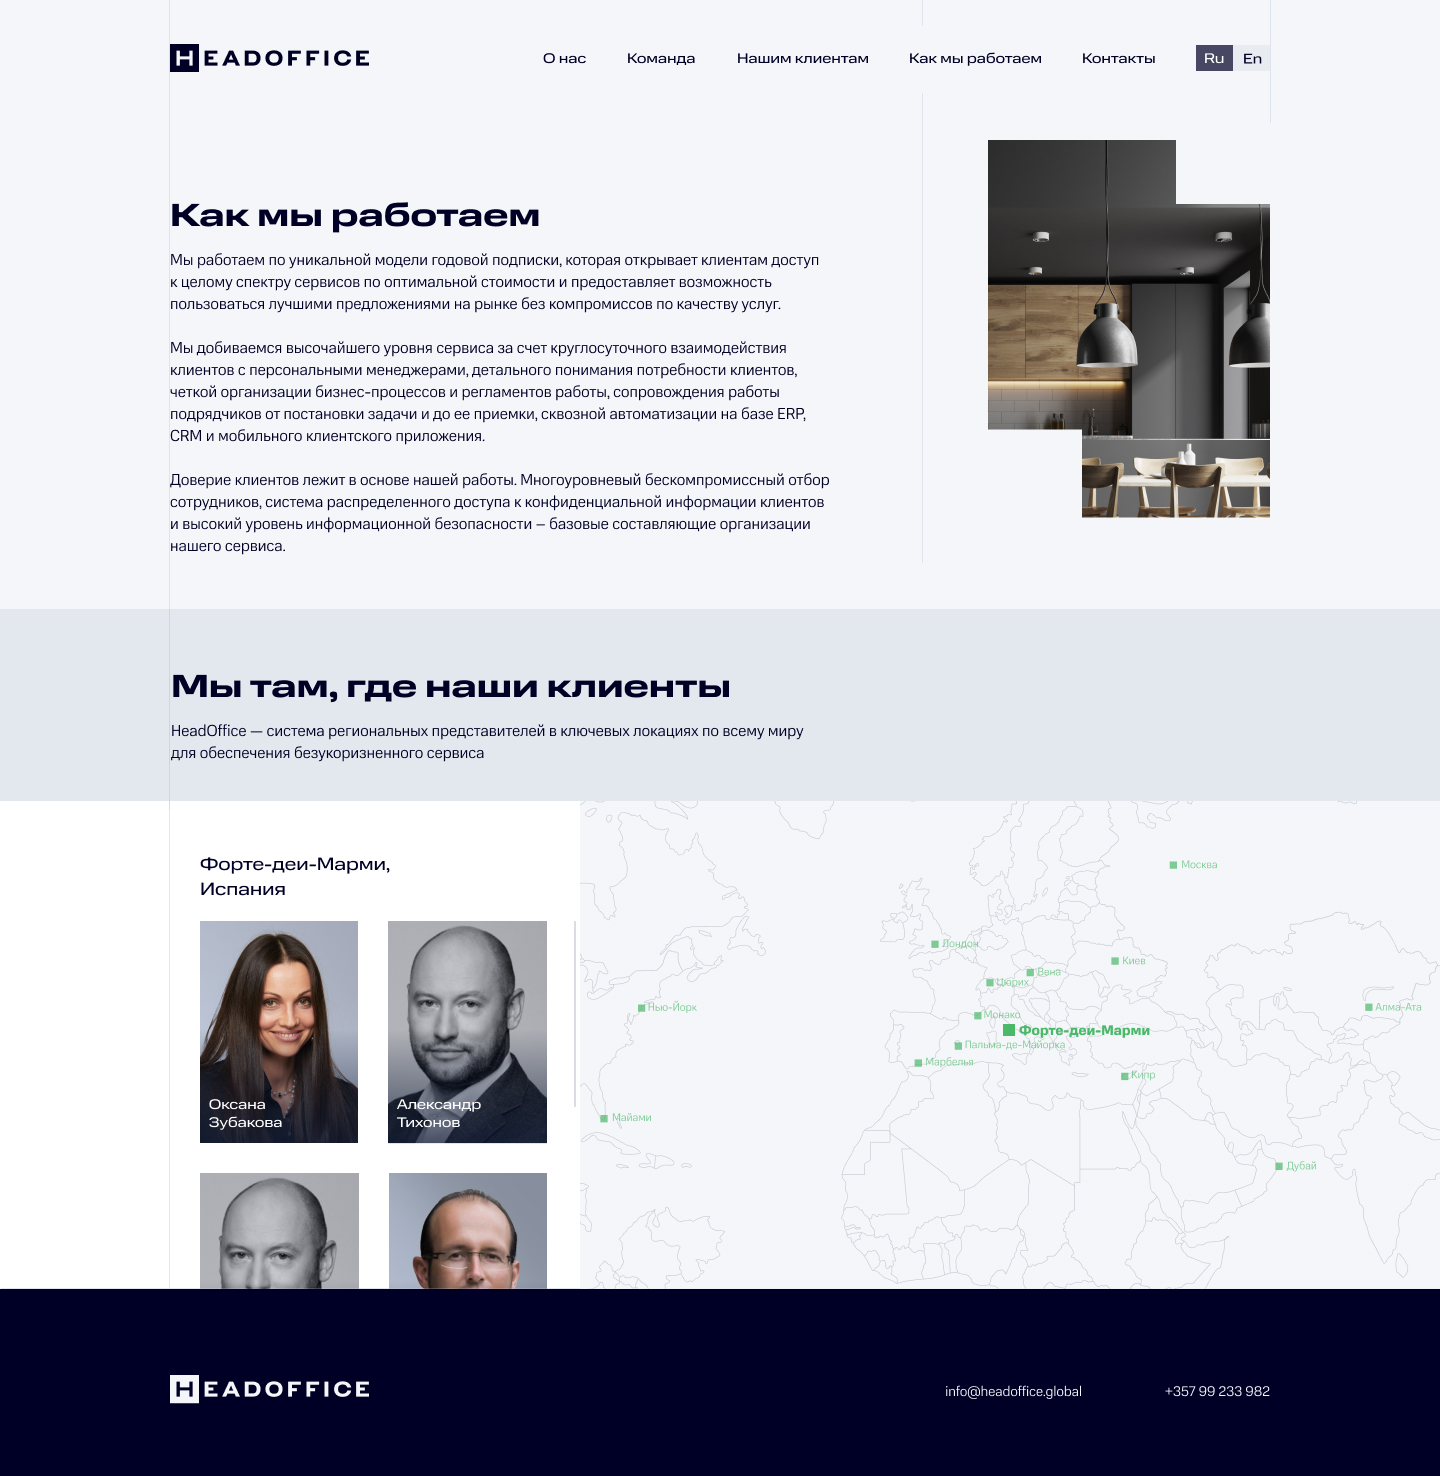 HEADOFFICE
О нас Команда Нашим клиентам Как мы работаем Контакты Ru En
Как мы работаем
Мы работаем по уникальной модели годовой подписки, которая открывает клиентам доступ
к целому спектру сервисов по оптимальной стоимости и предоставляет возможность
пользоваться лучшими предложениями на рынке без компромиссов по качеству услуг.
Мы добиваемся высочайшего уровня сервиса за счет круглосуточного взаимодействия
клиентов с персональными менеджерами, детального понимания потребности клиентов,
четкой организации бизнес-процессов и регламентов работы, сопровождения работы
подрядчиков от постановки задачи и до ее приемки, сквозной автоматизации на базе ERP,
CRM и мобильного клиентского приложения.
Доверие клиентов лежит в основе нашей работы. Многоуровневый бескомпромиссный отбор
сотрудников, система распределенного доступа к конфиденциальной информации клиентов
и высокий уровень информационной безопасности – базовые составляющие организации
нашего сервиса.
Мы там, где наши клиенты
HeadOffice — система региональных представителей в ключевых локациях по всему миру
для обеспечения безукоризненного сервиса
Форте-деи-Марми,
Испания
Оксана
Зубакова
Александр
Тихонов
Москва
Лондон
Киев
Вена
Цюрих
Нью-Йорк
Алма-Ата
Монако
Форте-деи-Марми
Пальма-де-Майорка
Марбелья
Кипр
Майами
Дубай
HEADOFFICE
info@headoffice.global +357 99 233 982